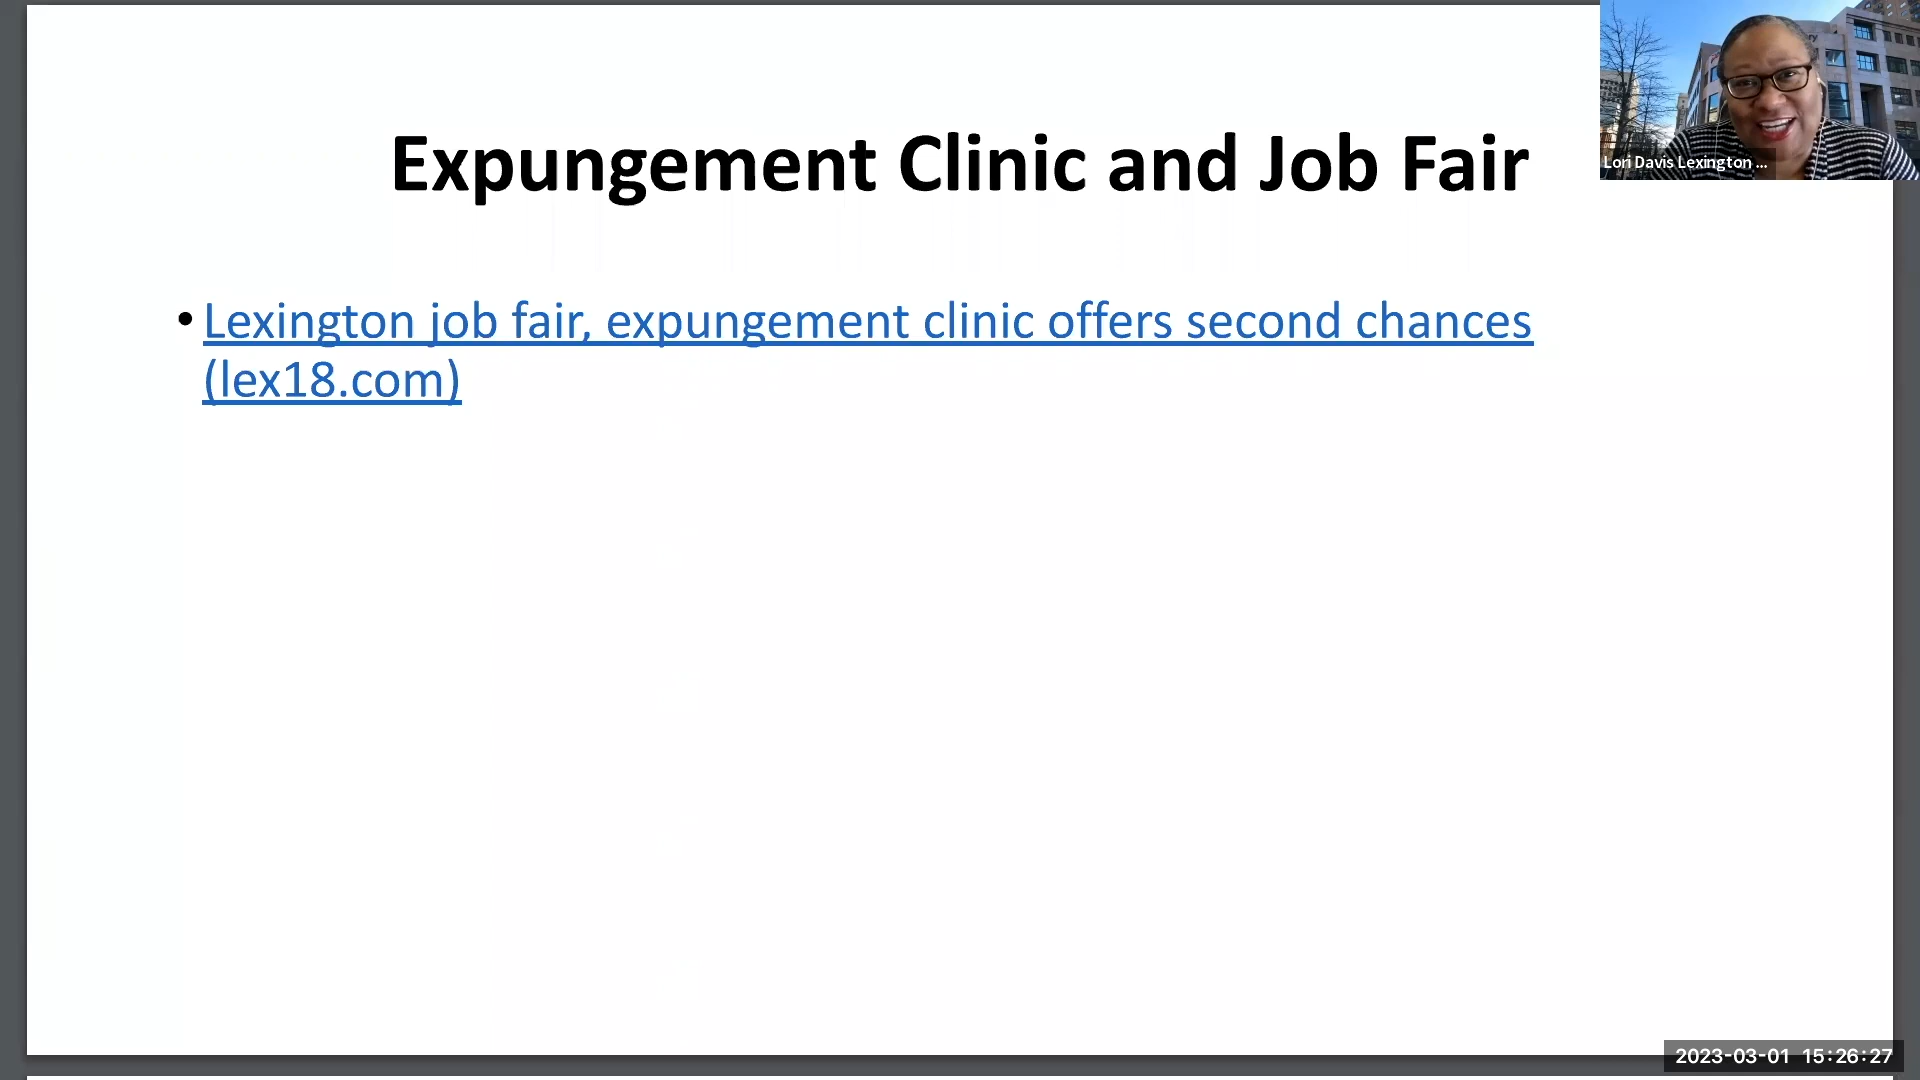 Expungement Clinic and Job Fair
Lori Davis Lexington ...
• Lexington job fair, expungement clinic offers second chances
(lex18.com)
2023-03-01 15:26:27